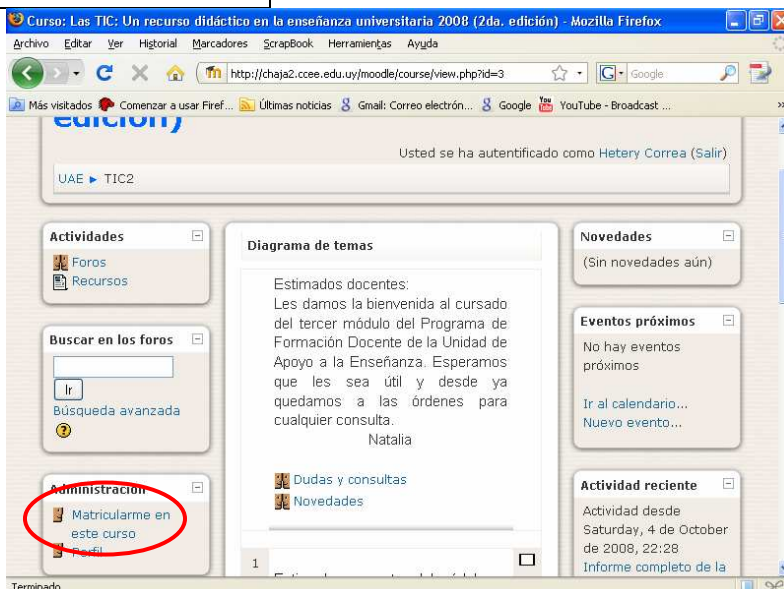 Curso: Las TIC: Un recurso didáctico en la enseñanza universitaria 2008 (2da. edición) - Mozilla Firefox
Archivo Editar Ver Historial Marcadores ScrapBook Herramientas Ayuda
http://chaja2.ccee.edu.uy/moodle/course/view.php?id=3
Google
Más visitados Comenzar a usar Firef... Últimas noticias Gmail: Correo electrón... Google YouTube - Broadcast ...
edición)
Usted se ha autentificado como Hetery Correa (Salir)
UAE ► TIC2
Actividades
Foros
Recursos
Buscar en los foros
Ir
Búsqueda avanzada
Administración
Matricularme en
este curso
Perfil
Diagrama de temas
Estimados docentes:
Les damos la bienvenida al cursado
del tercer módulo del Programa de
Formación Docente de la Unidad de
Apoyo a la Enseñanza. Esperamos
que les sea útil y desde ya
quedamos a las órdenes para
cualquier consulta.
Natalia
Dudas y consultas
Novedades
1
Novedades
(Sin novedades aún)
Eventos próximos
No hay eventos
próximos
Ir al calendario...
Nuevo evento...
Actividad reciente
Actividad desde
Saturday, 4 de October
de 2008, 22:28
Informe completo de la
Terminado